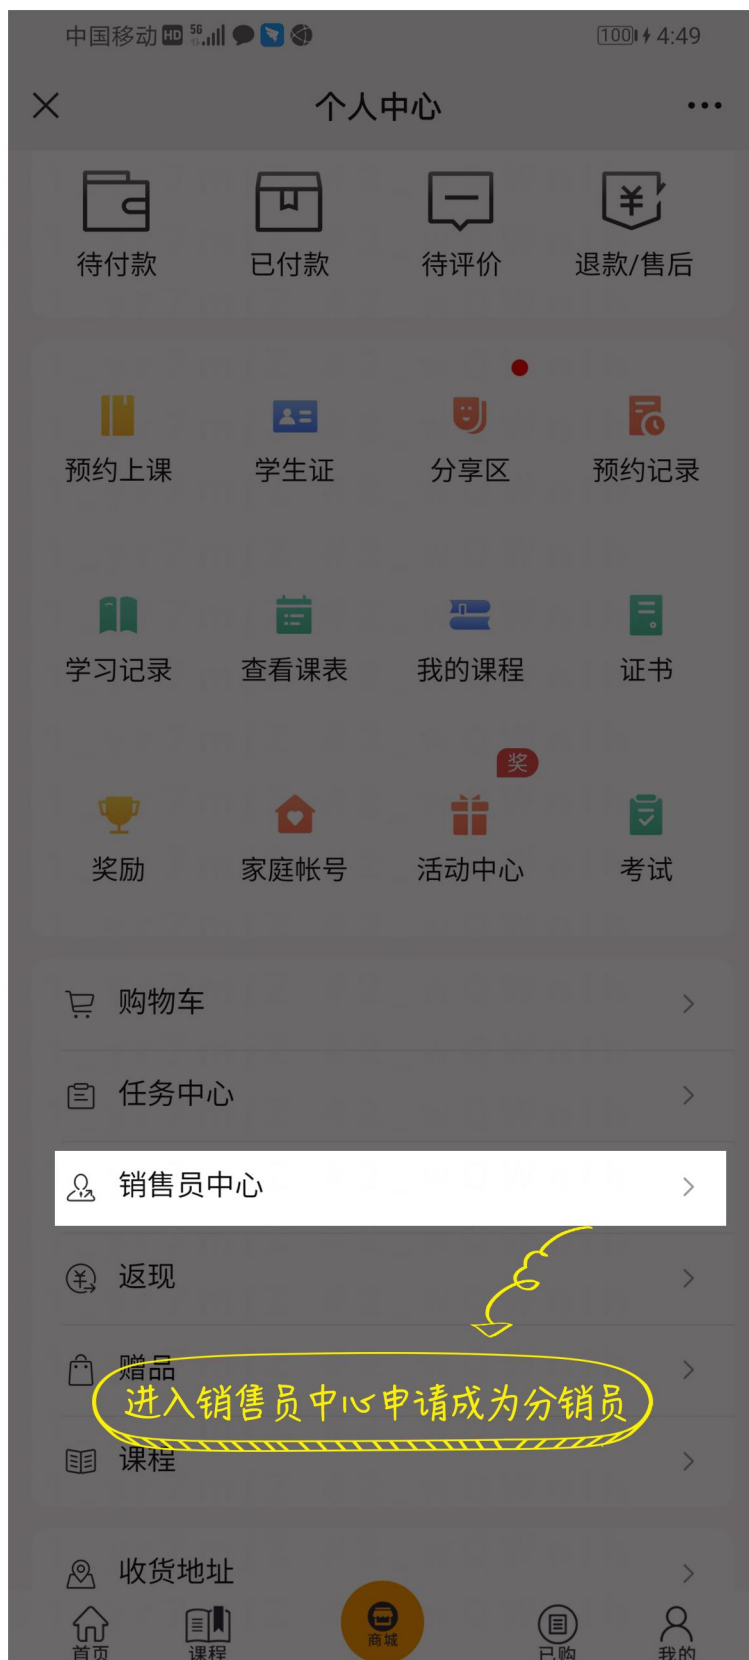 中国移动 HD 5G 100 4:49
个人中心
待付款 已付款 待评价 退款/售后
预约上课 学生证 分享区 预约记录
学习记录 查看课表 我的课程 证书
奖
奖励 家庭帐号 活动中心 考试
购物车
任务中心
销售员中心
返现
赠品
进入销售员中心申请成为分销员
课程
收货地址
商城
首页 课程 已购 我的